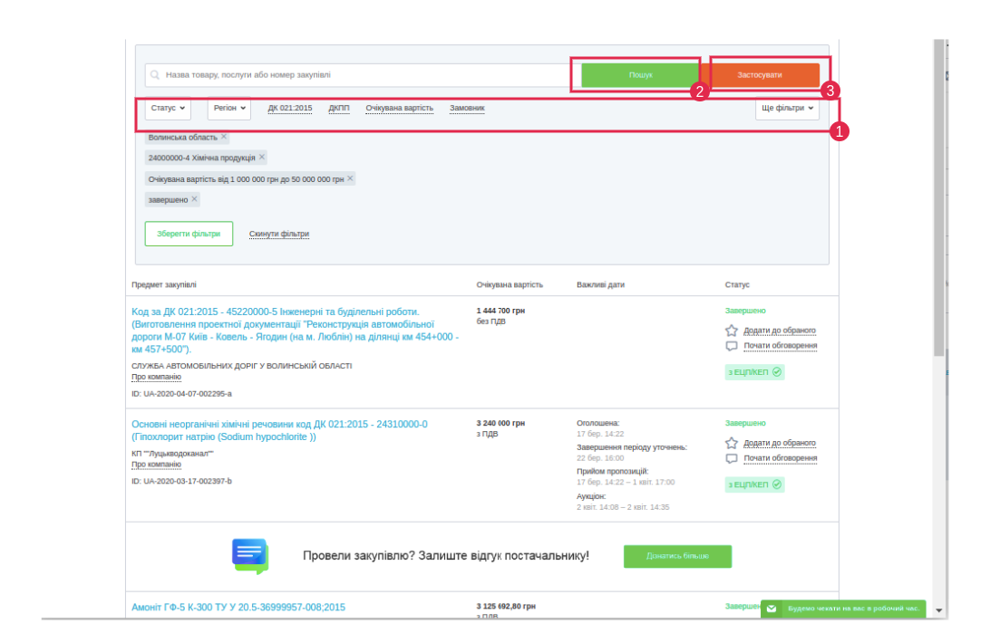 Назва товару, послуги або номер закупівлі
Пошук
Застосувати
2
3
Статус
Регіон
ДК 021:2015
ДКПП
Очікувана вартість
Замовник
Ще фільтри
1
Волинська область ×
24000000-4 Хімічна продукція ×
Очікувана вартість від 1 000 000 грн до 50 000 000 грн ×
завершено ×
Зберегти фільтри
Скинути фільтри
Предмет закупівлі
Очікувана вартість
Важливі дати
Статус
Код за ДК 021:2015 - 45220000-5 Інженерні та буділельні роботи.
(Виготовлення проектної документації "Реконструкція автомобільної
дороги М-07 Київ - Ковель - Ягодин (на м. Люблін) на ділянці км 454+000 -
км 457+500").
СЛУЖБА АВТОМОБІЛЬНИХ ДОРІГ У ВОЛИНСЬКІЙ ОБЛАСТІ
Про компанію
ID: UA-2020-04-07-002295-a
1 444 700 грн
без ПДВ
Завершено
Додати до обраного
Почати обговорення
з ЕЦП/КЕП
Основні неорганічні хімічні речовини код ДК 021:2015 - 24310000-0
(Гіпохлорит натрію (Sodium hypochlorite ))
КП ""Луцькводоканал""
Про компанію
ID: UA-2020-03-17-002397-b
3 240 000 грн
з ПДВ
Оголошена:
17 бер. 14:22
Завершення періоду уточнень:
22 бер. 16:00
Прийом пропозицій:
17 бер. 14:22 – 1 квіт. 17:00
Аукціон:
2 квіт. 14:08 – 2 квіт. 14:35
Завершено
Додати до обраного
Почати обговорення
з ЕЦП/КЕП
Провели закупівлю? Залиште відгук постачальнику!
Дізнатись більше
Амоніт ГФ-5 К-300 ТУ У 20.5-36999957-008;2015
3 125 692,80 грн
з ПДВ
Завершен
Будемо чекати на вас в робочий час.